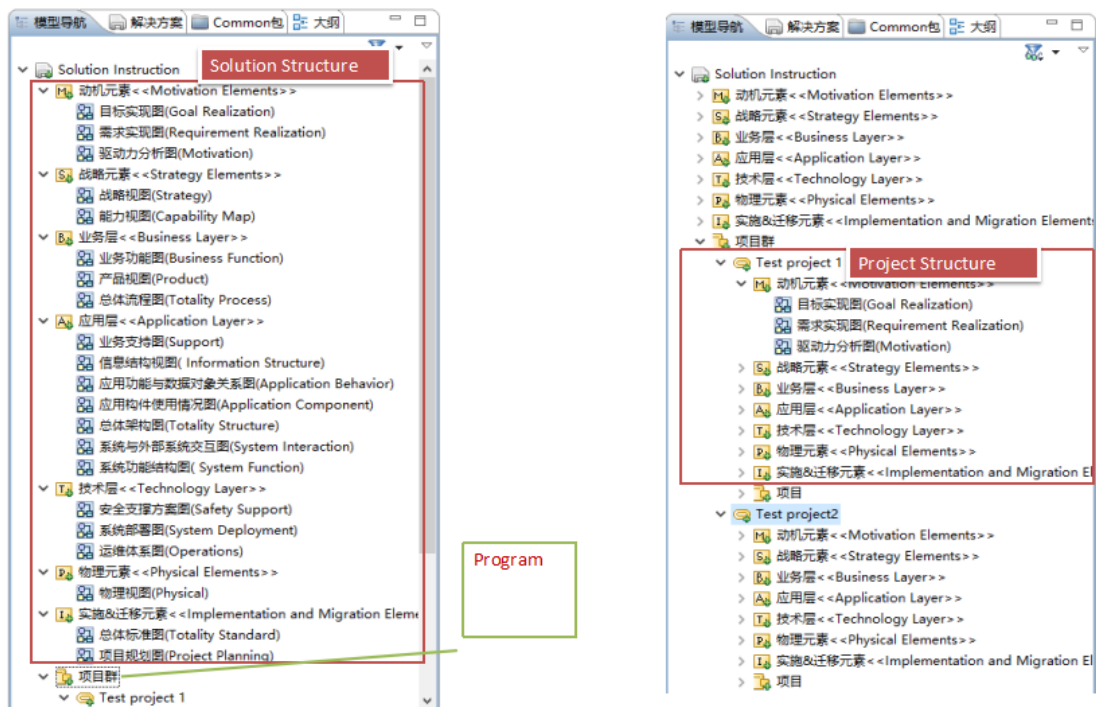 模型导航 解决方案 Common包 大纲
Solution Instruction
Solution Structure
动机元素<<Motivation Elements>>
目标实现图(Goal Realization)
需求实现图(Requirement Realization)
驱动力分析图(Motivation)
战略元素<<Strategy Elements>>
战略视图(Strategy)
能力视图(Capability Map)
业务层<<Business Layer>>
业务功能图(Business Function)
产品视图(Product)
总体流程图(Totality Process)
应用层<<Application Layer>>
业务支持图(Support)
信息结构视图( Information Structure)
应用功能与数据对象关系图(Application Behavior)
应用构件使用情况图(Application Component)
总体架构图(Totality Structure)
系统与外部系统交互图(System Interaction)
系统功能结构图( System Function)
技术层<<Technology Layer>>
安全支撑方案图(Safety Support)
系统部署图(System Deployment)
运维体系图(Operations)
物理元素<<Physical Elements>>
物理视图(Physical)
实施&迁移元素<<Implementation and Migration Eleme
总体标准图(Totality Standard)
项目规划图(Project Planning)
项目群
Test project 1
Program
模型导航 解决方案 Common包 大纲
Solution Instruction
动机元素<<Motivation Elements>>
战略元素<<Strategy Elements>>
业务层<<Business Layer>>
应用层<<Application Layer>>
技术层<<Technology Layer>>
物理元素<<Physical Elements>>
实施&迁移元素<<Implementation and Migration Elements
项目群
Test project 1
Project Structure
动机元素<<Motivation Elements>>
目标实现图(Goal Realization)
需求实现图(Requirement Realization)
驱动力分析图(Motivation)
战略元素<<Strategy Elements>>
业务层<<Business Layer>>
应用层<<Application Layer>>
技术层<<Technology Layer>>
物理元素<<Physical Elements>>
实施&迁移元素<<Implementation and Migration El
项目
Test project2
动机元素<<Motivation Elements>>
战略元素<<Strategy Elements>>
业务层<<Business Layer>>
应用层<<Application Layer>>
技术层<<Technology Layer>>
物理元素<<Physical Elements>>
实施&迁移元素<<Implementation and Migration El
项目